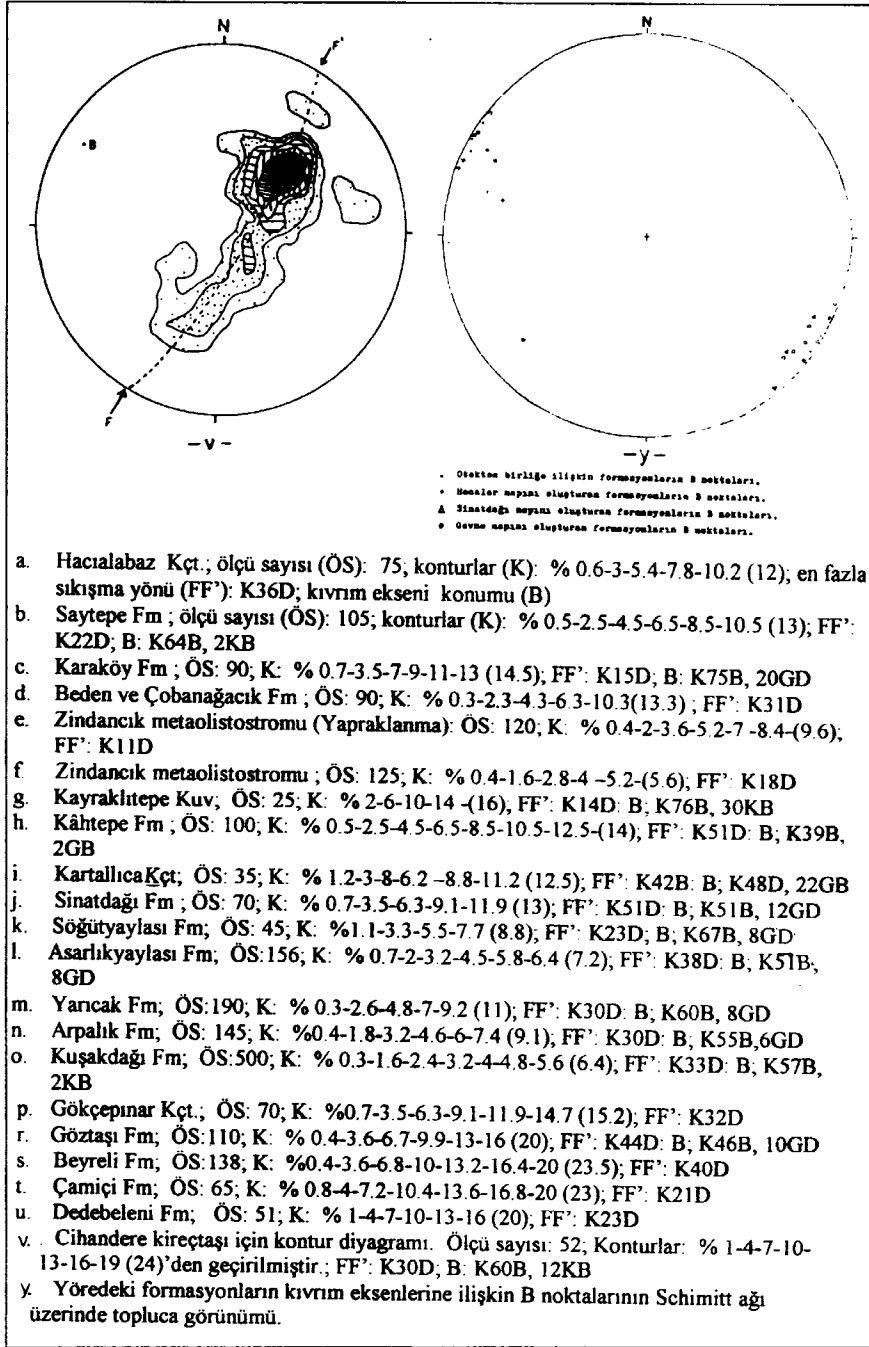 N
F'
B
F
– v –
N
– y –
. Otokton birliğe ilişkin formasyonların B noktaları.
napını oluşturan formasyonların B noktaları.
▲ Sinatdağı napını oluşturan formasyonların B noktaları.
napını oluşturan formasyonların B noktaları.
a. Hacıalabaz Kçt.; ölçü sayısı (ÖS): 75; konturlar (K): % 0.6-3-5.4-7.8-10.2 (12); en fazla
sıkışma yönü (FF'): K36D; kıvrım ekseni konumu (B)
b. Saytepe Fm ; ölçü sayısı (ÖS): 105; konturlar (K): % 0.5-2.5-4.5-6.5-8.5-10.5 (13); FF':
K22D; B: K64B, 2KB
c. Karaköy Fm ; ÖS: 90; K: % 0.7-3.5-7-9-11-13 (14.5); FF': K15D; B: K75B, 20GD
d. Beden ve Çobanağacık Fm ; ÖS: 90; K: % 0.3-2.3-4.3-6.3-10.3(13.3) ; FF': K31D
e. Zindancık metaolistostromu (Yapraklanma): ÖS: 120; K: % 0.4-2-3.6-5.2-7 -8.4-(9.6);
FF': K11D
f. Zindancık metaolistostromu ; ÖS: 125; K: % 0.4-1.6-2.8-4 –5.2-(5.6); FF': K18D
g. Kayraklıtepe Kuv; ÖS: 25; K: % 2-6-10-14 -(16), FF': K14D: B; K76B, 30KB
h. Kâhtepe Fm ; ÖS: 100; K: % 0.5-2.5-4.5-6.5-8.5-10.5-12.5-(14); FF': K51D: B; K39B,
2GB
i. KartallıcaKçt; ÖS: 35; K: % 1.2-3-8-6.2 –8.8-11.2 (12.5); FF': K42B: B; K48D, 22GB
j. Sinatdağı Fm ; ÖS: 70; K: % 0.7-3.5-6.3-9.1-11.9 (13); FF': K51D: B; K51B, 12GD
k. Söğütyaylası Fm; ÖS: 45; K: %1.1-3.3-5.5-7.7 (8.8); FF': K23D; B; K67B, 8GD
l. Asarlıkyaylası Fm; ÖS:156; K: % 0.7-2-3.2-4.5-5.8-6.4 (7.2); FF': K38D: B; K51B,
8GD
m. Yarıcak Fm; ÖS:190; K: % 0.3-2.6-4.8-7-9.2 (11); FF': K30D: B; K60B, 8GD
n. Arpalık Fm; ÖS: 145; K: %0.4-1.8-3.2-4.6-6-7.4 (9.1); FF': K30D: B; K55B,6GD
o. Kuşakdağı Fm; ÖS:500; K: % 0.3-1.6-2.4-3.2-4-4.8-5.6 (6.4); FF': K33D: B; K57B,
2KB
p. Gökçepınar Kçt.; ÖS: 70; K: %0.7-3.5-6.3-9.1-11.9-14.7 (15.2); FF': K32D
r. Göztaşı Fm; ÖS:110; K: % 0.4-3.6-6.7-9.9-13-16 (20); FF': K44D: B; K46B, 10GD
s. Beyreli Fm; ÖS:138; K: %0.4-3.6-6.8-10-13.2-16.4-20 (23.5); FF': K40D
t. Çamiçi Fm; ÖS: 65; K: % 0.8-4-7.2-10.4-13.6-16.8-20 (23); FF': K21D
u. Dedebeleni Fm; ÖS: 51; K: % 1-4-7-10-13-16 (20); FF': K23D
v. Cihandere kireçtaşı için kontur diyagramı. Ölçü sayısı: 52; Konturlar: % 1-4-7-10-
13-16-19 (24)'den geçirilmiştir.; FF': K30D; B: K60B, 12KB
y. Yöredeki formasyonların kıvrım eksenlerine ilişkin B noktalarının Schimitt ağı
üzerinde topluca görünümü.